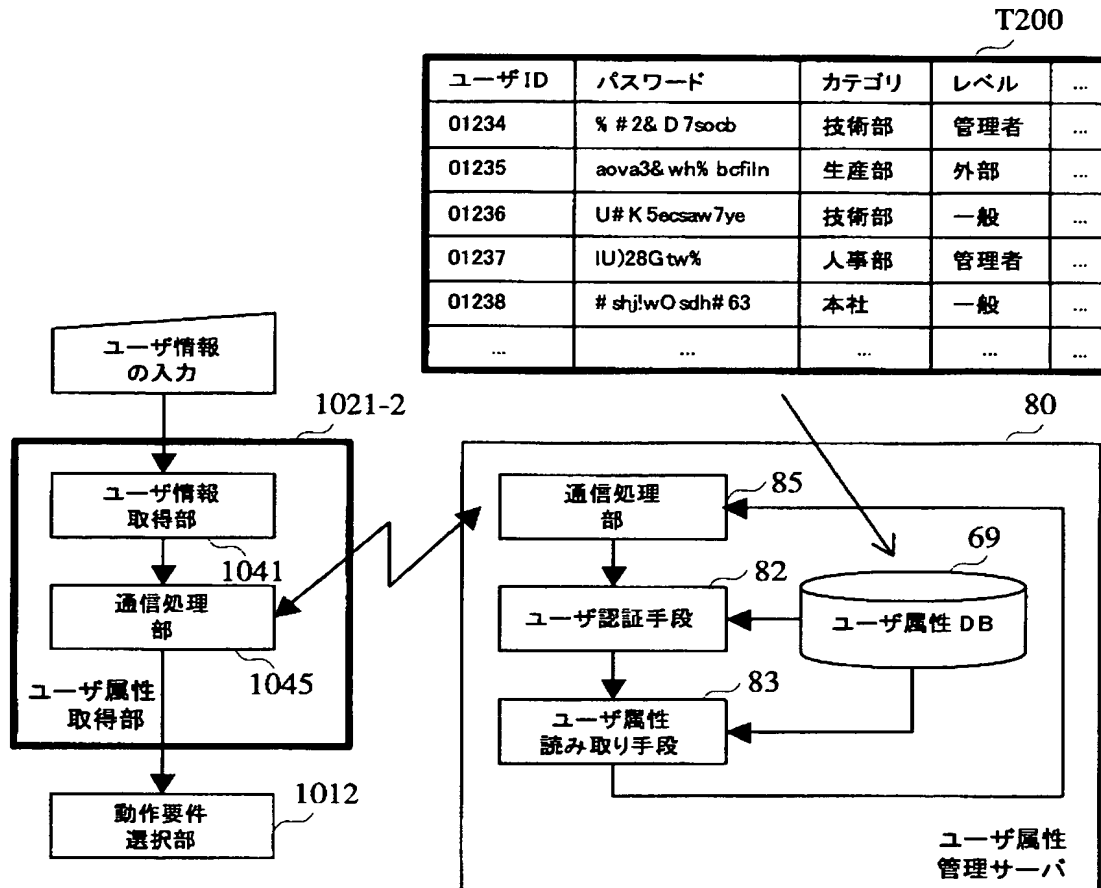 T200
ユーザID パスワード カテゴリ レベル ...
01234 %#2&D7socb 技術部 管理者 ...
01235 aova3&wh%bcfiln 生産部 外部 ...
01236 U#K5ecsaw7ye 技術部 一般 ...
01237 IU)28Gtw% 人事部 管理者 ...
01238 #shj!wOsdh#63 本社 一般 ...
... ... ... ... ...
ユーザ情報
の入力
1021-2
ユーザ情報
取得部
1041
通信処理
部
1045
ユーザ属性
取得部
動作要件
選択部
1012
80
通信処理
部
85
ユーザ認証手段
82
ユーザ属性DB
69
ユーザ属性
読み取り手段
83
ユーザ属性
管理サーバ